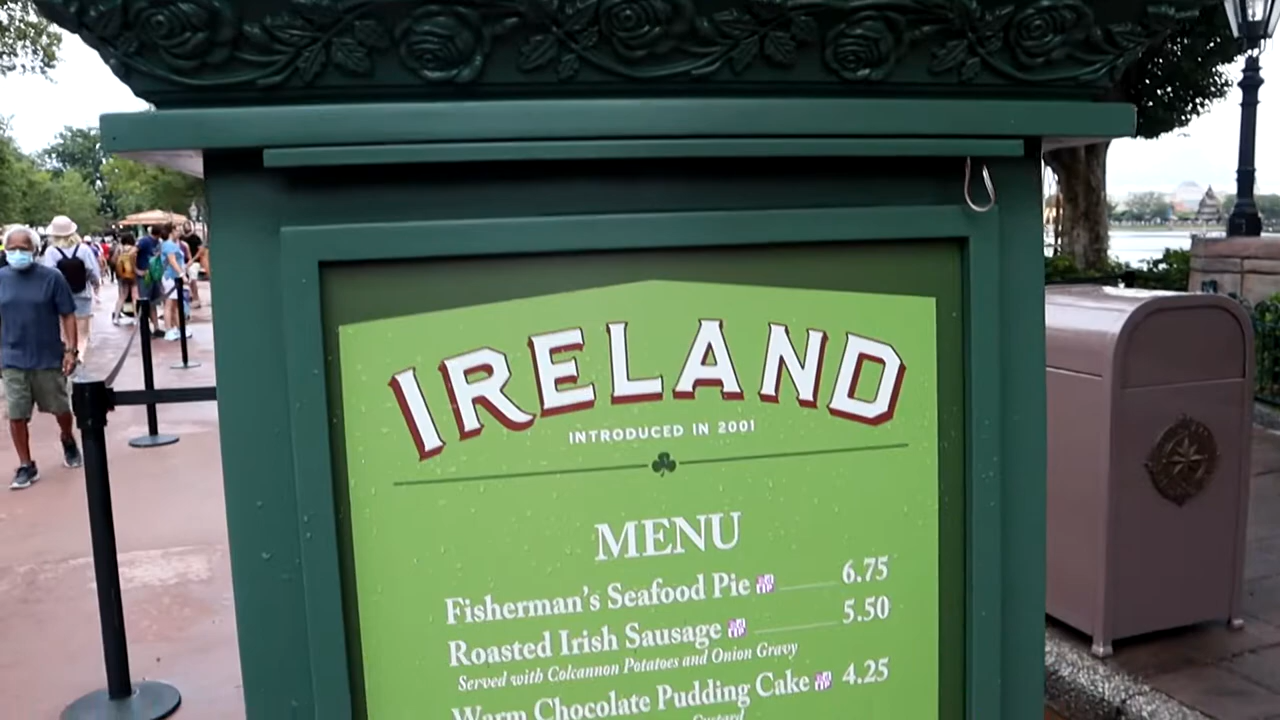 IRELAND
INTRODUCED IN 2001
MENU
Fisherman's Seafood Pie 6.75
Roasted Irish Sausage 5.50
Served with Colcannon Potatoes and Onion Gravy
Warm Chocolate Pudding Cake 4.25
Custard